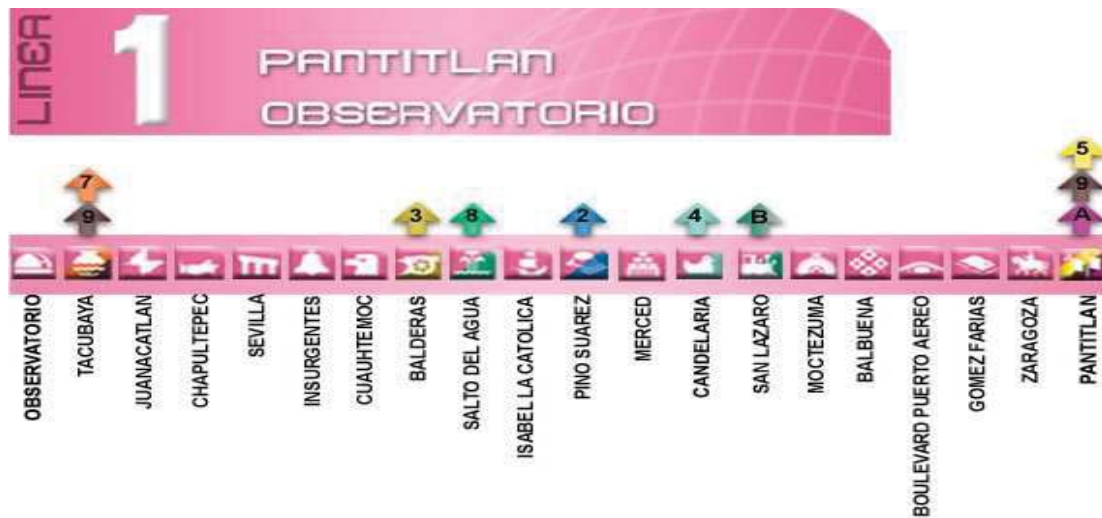 LINEA
1
PANTITLAN
OBSERVATORIO
7
9
3
8
2
4
B
5
9
A
OBSERVATORIO
TACUBAYA
JUANACATLAN
CHAPULTEPEC
SEVILLA
INSURGENTES
CUAUHTEMOC
BALDERAS
SALTO DEL AGUA
ISABEL LA CATOLICA
PINO SUAREZ
MERCED
CANDELARIA
SAN LAZARO
MOCTEZUMA
BALBUENA
BOULEVARD PUERTO AEREO
GOMEZ FARIAS
ZARAGOZA
PANTITLAN